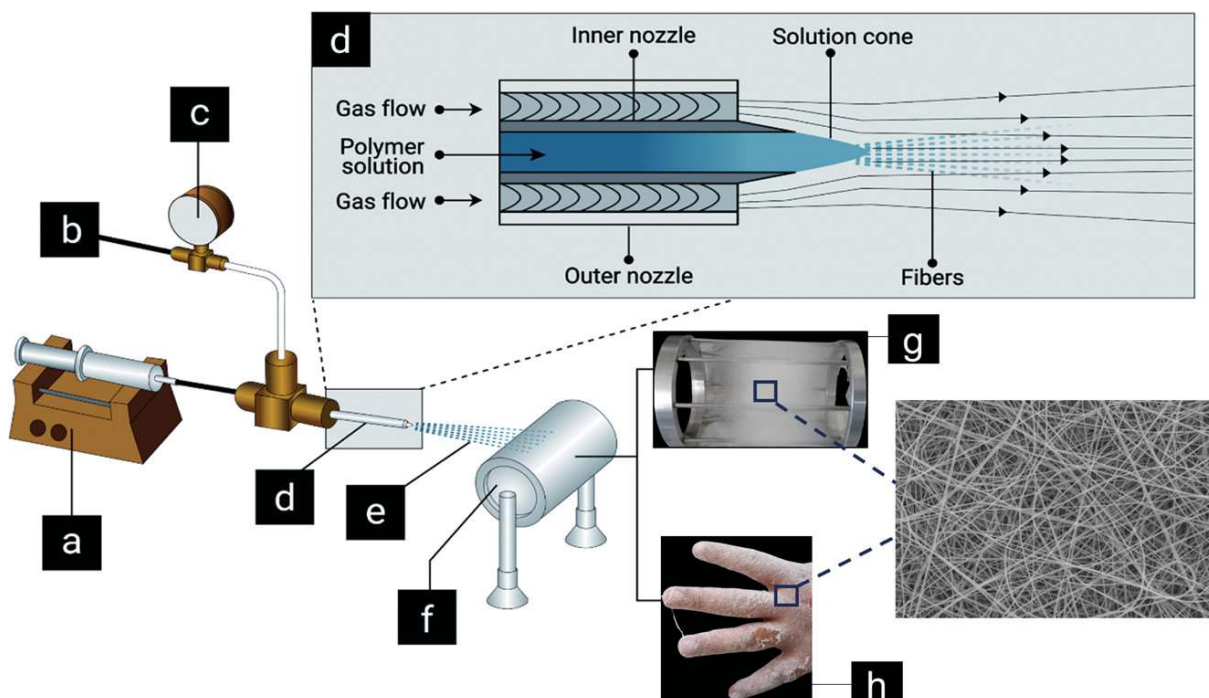 d
Inner nozzle
Solution cone
Gas flow
Polymer
solution
Gas flow
Outer nozzle
Fibers
c
b
a
d
e
f
g
h